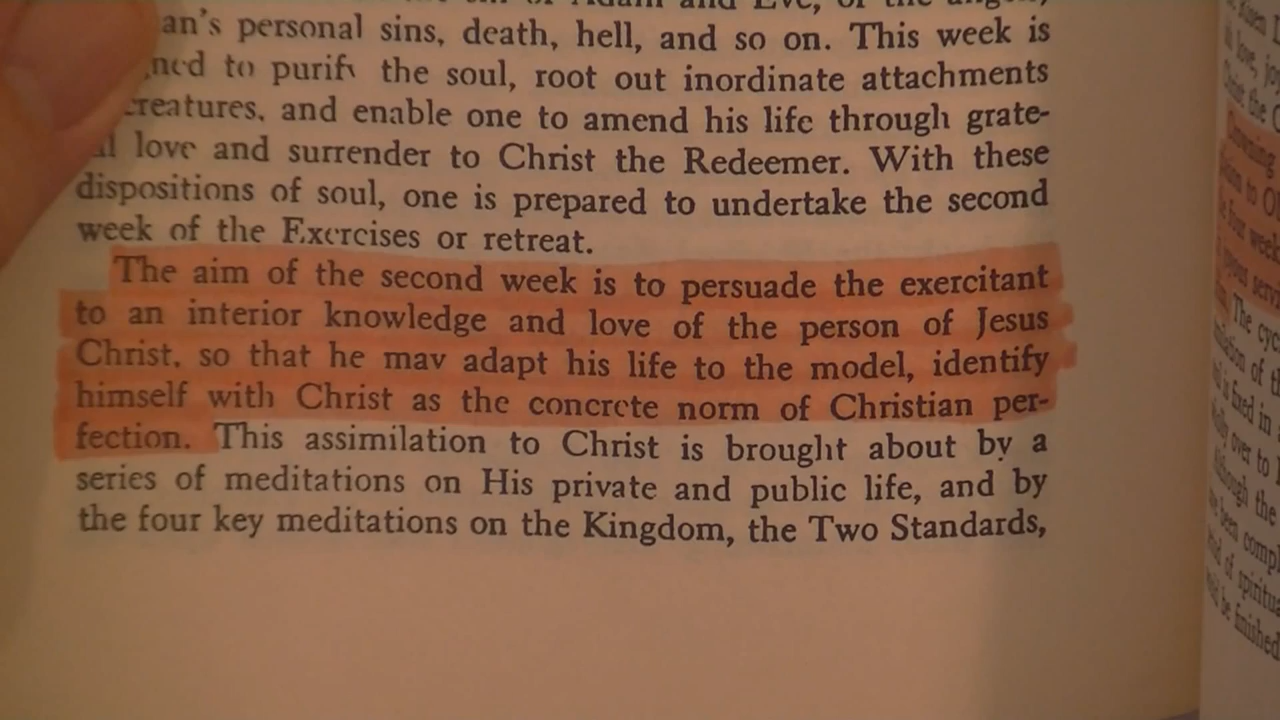 an's personal sins, death, hell, and so on. This week is
to purify the soul, root out inordinate attachments
creatures, and enable one to amend his life through grate-
love and surrender to Christ the Redeemer. With these
dispositions of soul, one is prepared to undertake the second
week of the Exercises or retreat.
The aim of the second week is to persuade the exercitant
to an interior knowledge and love of the person of Jesus
Christ, so that he may adapt his life to the model, identify
himself with Christ as the concrete norm of Christian per-
fection. This assimilation to Christ is brought about by a
series of meditations on His private and public life, and by
the four key meditations on the Kingdom, the Two Standards,